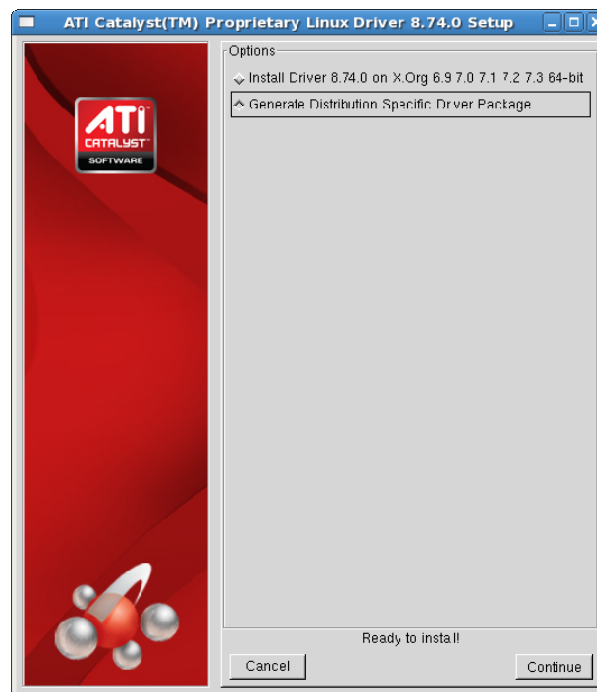 ATI Catalyst(TM) Proprietary Linux Driver 8.74.0 Setup
ATI
CATALYST
SOFTWARE
Options
Install Driver 8.74.0 on X.Org 6.9 7.0 7.1 7.2 7.3 64-bit
Generate Distribution Specific Driver Package
Ready to install!
Cancel
Continue